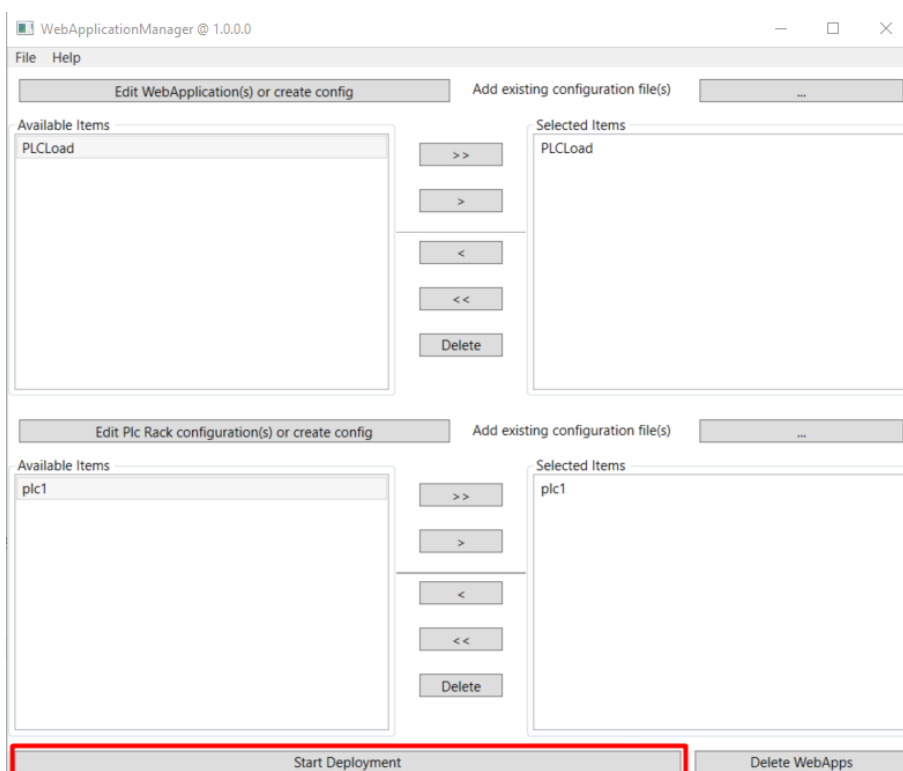 WebApplicationManager @ 1.0.0.0
File Help
Edit WebApplication(s) or create config Add existing configuration file(s) ...
Available Items Selected Items
PLCLoad PLCLoad
>>
>
<
<<
Delete
Edit Plc Rack configuration(s) or create config Add existing configuration file(s) ...
Available Items Selected Items
plc1 plc1
>>
>
<
<<
Delete
Start Deployment Delete WebApps